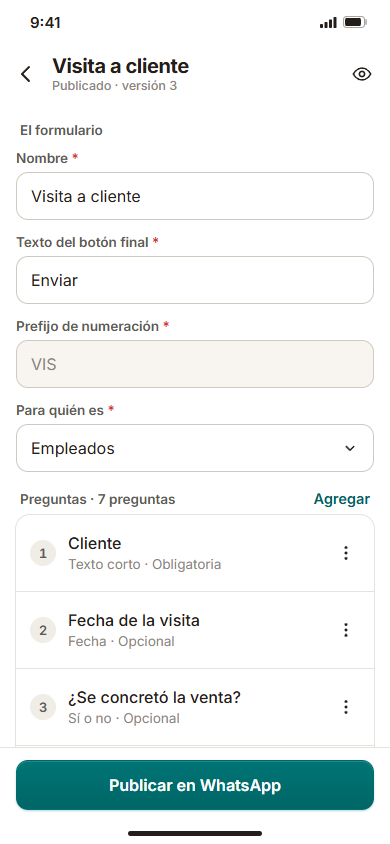 9:41
Visita a cliente
Publicado · versión 3
El formulario
Nombre *
Visita a cliente
Texto del botón final *
Enviar
Prefijo de numeración *
VIS
Para quién es *
Empleados
Preguntas · 7 preguntas
Agregar
1
Cliente
Texto corto · Obligatoria
2
Fecha de la visita
Fecha · Opcional
3
¿Se concretó la venta?
Sí o no · Opcional
Publicar en WhatsApp